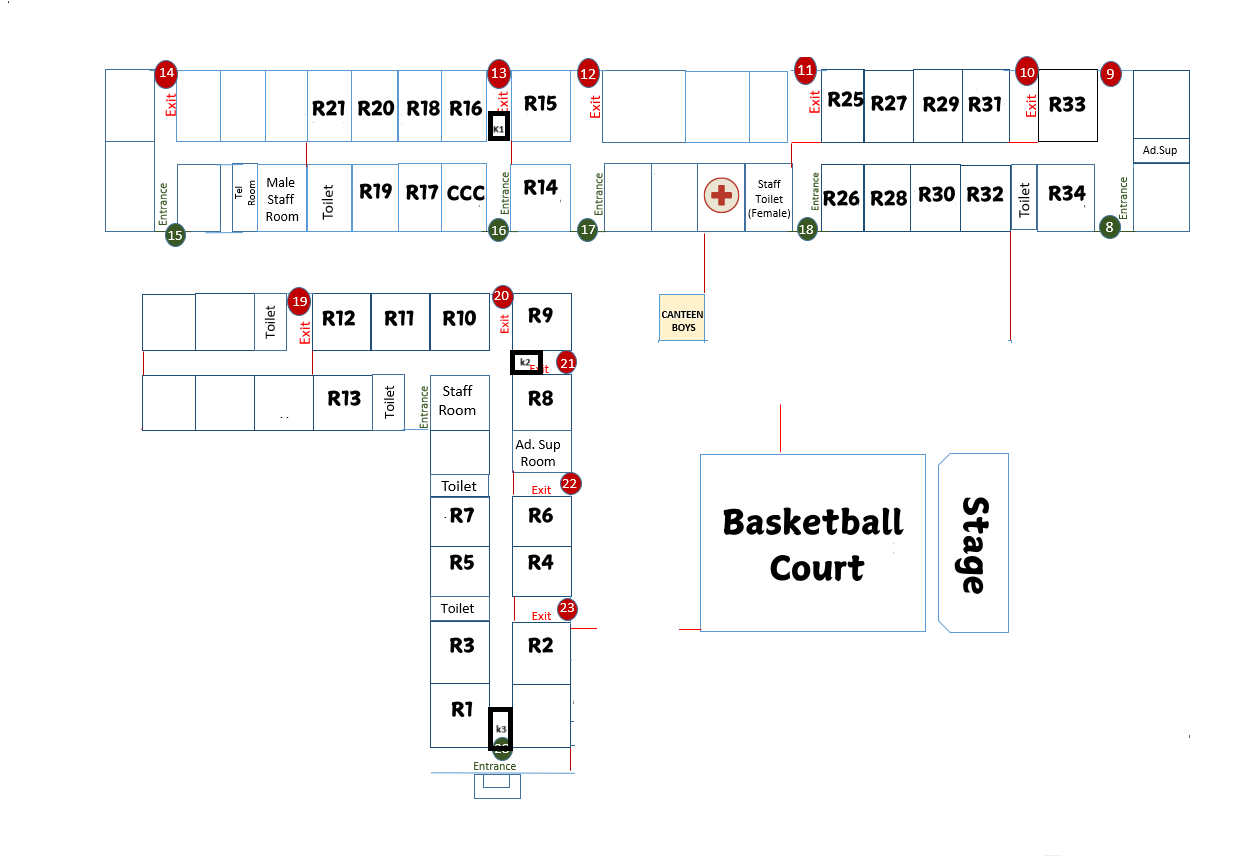 14
13
12
11
10
9
Exit
Exit
Exit
Exit
Exit
R21
R20
R18
R16
K1
R15
R25
R27
R29
R31
R33
Ad.Sup
Entrance
Tel
Room
Male
Staff
Room
Toilet
R19
R17
CCC
Entrance
R14
Entrance
Staff
Toilet
(Female)
Entrance
R26
R28
R30
R32
Toilet
R34
Entrance
15
16
17
18
8
19
20
Toilet
Exit
R12
R11
R10
Exit
R9
CANTEEN
BOYS
k2
21
R13
Toilet
Entrance
Staff
Room
R8
Ad. Sup
Room
Toilet
Exit
22
R7
R6
R5
R4
Toilet
Exit
23
R3
R2
R1
k3
Entrance
Basketball
Court
Stage